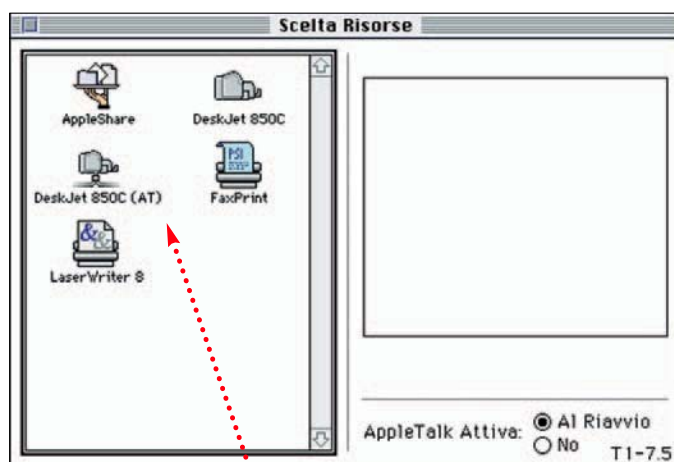 Scelta Risorse
AppleShare
DeskJet 850C
DeskJet 850C (AT)
FaxPrint
LaserWriter 8
AppleTalk Attiva:
Al Riavvio
No
T1-7.5